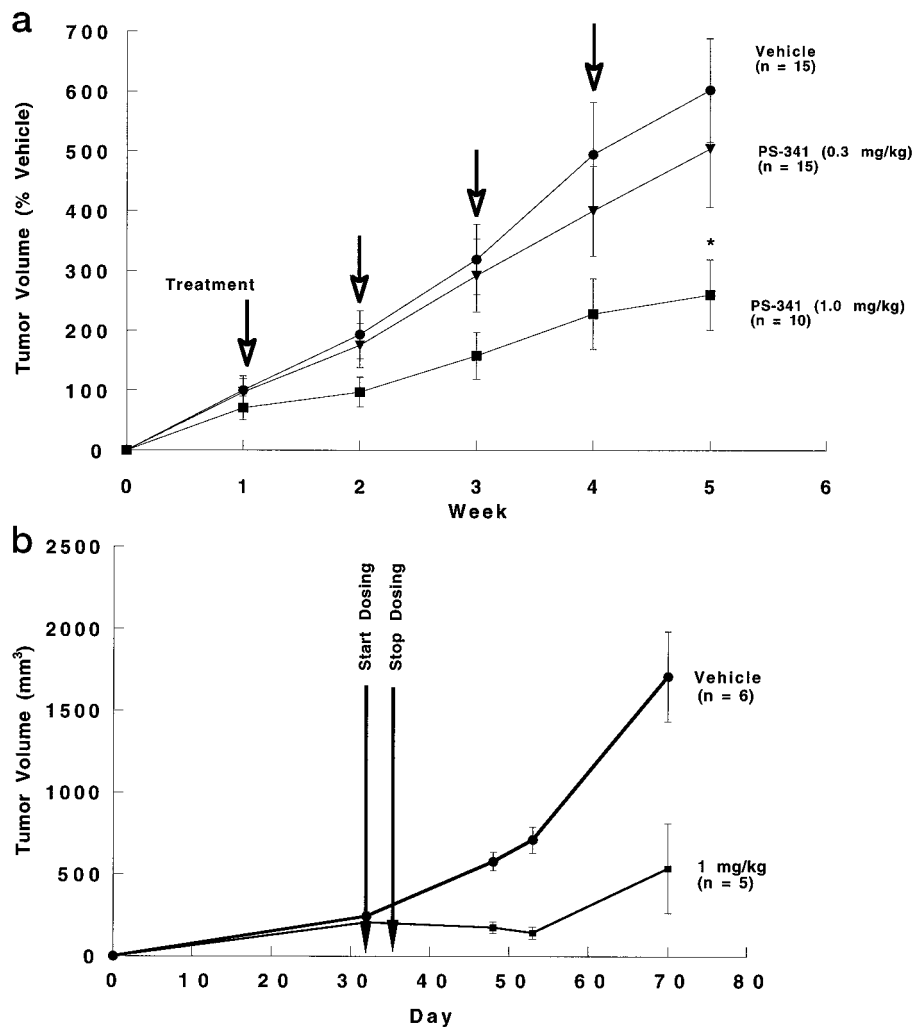 a
Tumor Volume (% Vehicle)
700
600
500
400
300
200
100
0
Treatment
Vehicle
(n = 15)
PS-341 (0.3 mg/kg)
(n = 15)
*
PS-341 (1.0 mg/kg)
(n = 10)
0 1 2 3 4 5 6
Week
b
Tumor Volume (mm³)
2500
2000
1500
1000
500
0
Start Dosing
Stop Dosing
Vehicle
(n = 6)
1 mg/kg
(n = 5)
0 10 20 30 40 50 60 70 80
Day